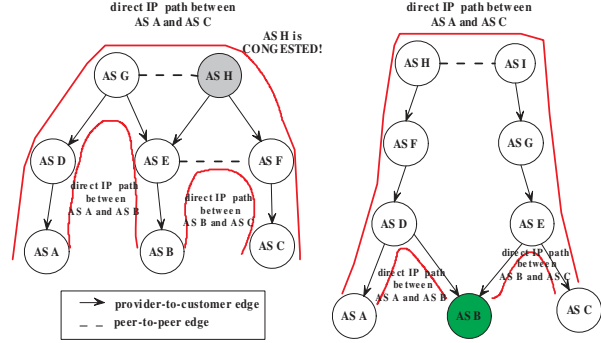 direct IP path between
AS A and AS C
AS H is
CONGESTED!
AS G
AS H
AS D
AS E
AS F
direct IP path
between
AS A and AS B
direct IP path
between
AS B and AS C
AS A
AS B
AS C
provider-to-customer edge
peer-to-peer edge
direct IP path between
AS A and AS C
AS H
AS I
AS F
AS G
AS D
AS E
direct IP path
between
AS A and AS B
direct IP path
between
AS B and AS C
AS A
AS B
AS C